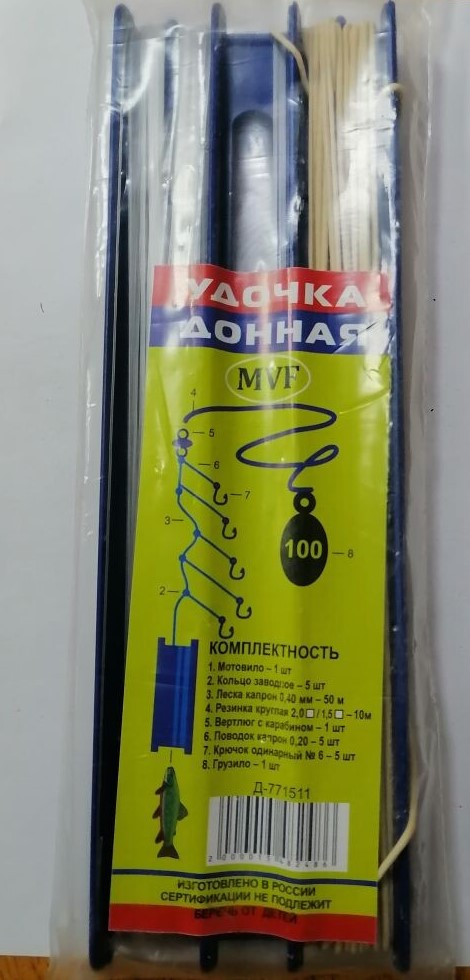 УДОЧКА
ДОННАЯ
MVF
4
5
6
7
3
100
8
2
КОМПЛЕКТНОСТЬ
1. Мотовило – 1 шт
2. Кольцо заводное – 5 шт
3. Леска капрон 0,40 мм – 50 м
4. Резинка круглая 2,0☐ / 1,5☐ – 10м
5. Вертлюг с карабином – 1 шт
6. Поводок капрон 0,20 – 5 шт
7. Крючок одинарный № 6 – 5 шт
8. Грузило – 1 шт
Д-771511
ИЗГОТОВЛЕНО В РОССИИ
СЕРТИФИКАЦИИ НЕ ПОДЛЕЖИТ
БЕРЕЧЬ ОТ ДЕТЕЙ